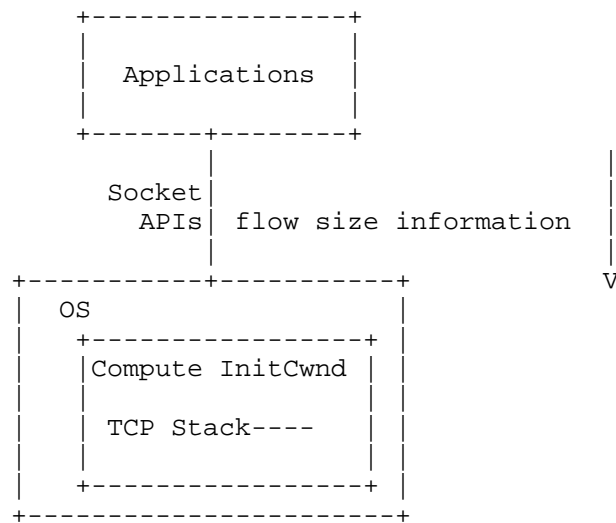 Applications
Socket
APIs flow size information
V
OS
Compute InitCwnd
TCP Stack----